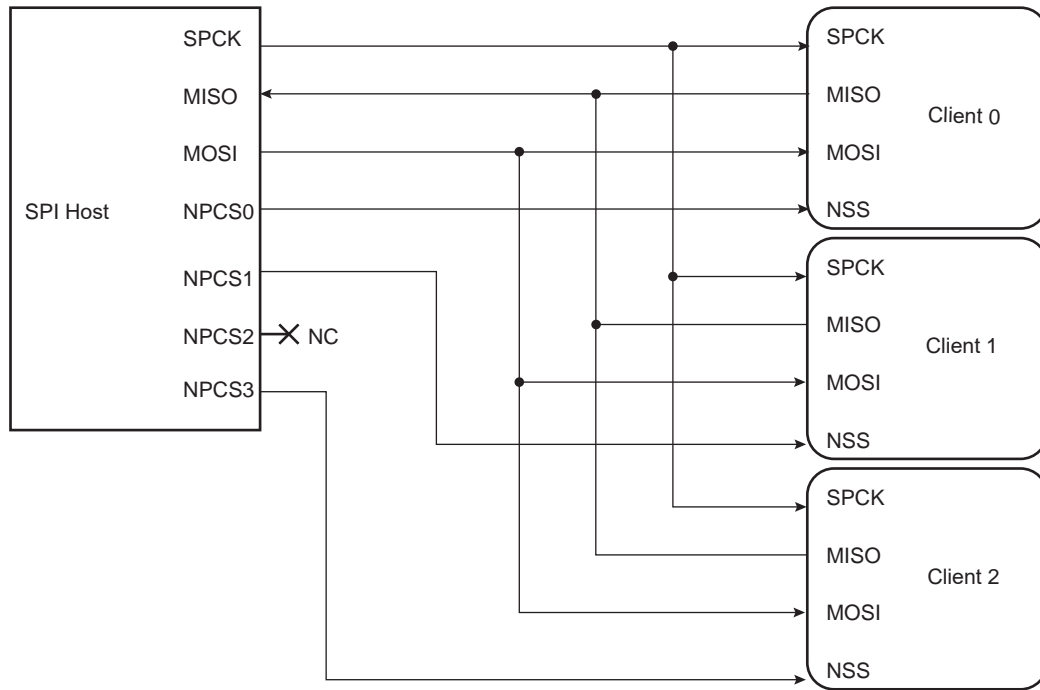 SPI Host
SPCK
MISO
MOSI
NPCS0
NPCS1
NPCS2
NC
NPCS3
SPCK
MISO
Client 0
MOSI
NSS
SPCK
MISO
Client 1
MOSI
NSS
SPCK
MISO
Client 2
MOSI
NSS